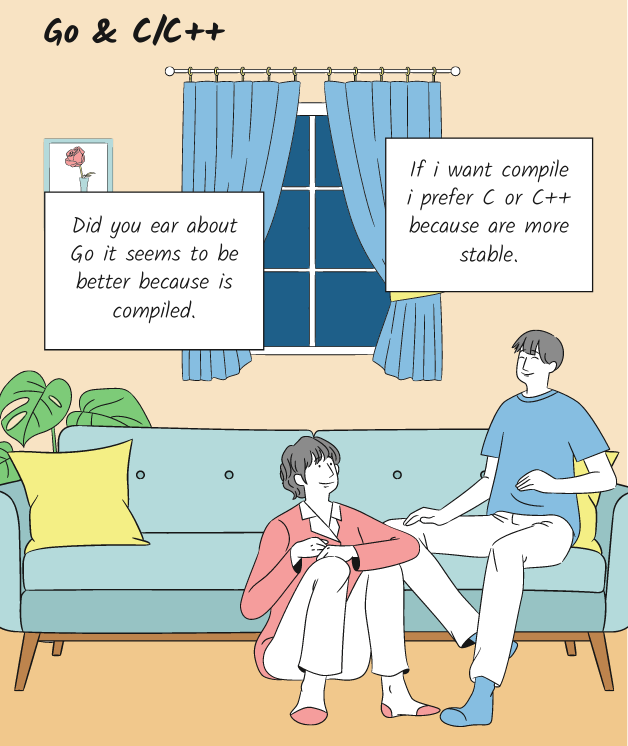 Go & C/C++
Did you ear about
Go it seems to be
better because is
compiled.
If i want compile
i prefer C or C++
because are more
stable.